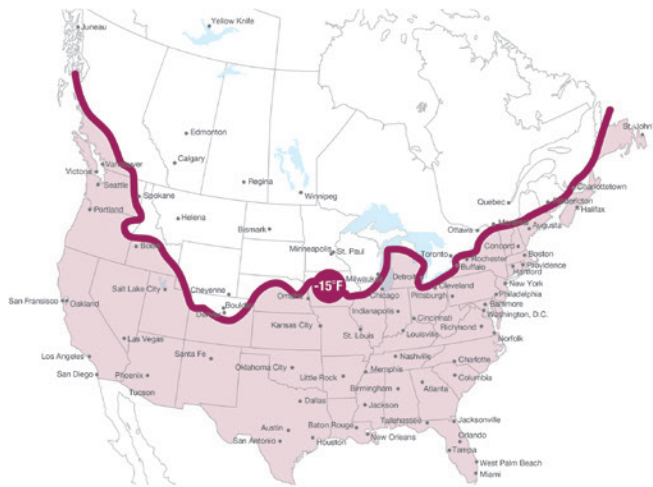 Juneau
Yellow Knife
Edmonton
Calgary
Regina
Winnipeg
St. John
Vancouver
Victoria
Seattle
Spokane
Portland
Helena
Bismark
Minneapolis
St. Paul
Quebec
Charlottetown
Fredericton
Halifax
Ottawa
Augusta
Toronto
Concord
Boston
Rochester
Buffalo
Providence
Hartford
New York
Milwauk
Detroit
Cleveland
Chicago
Pittsburgh
Philadelphia
Baltimore
Washington, D.C.
Boise
Salt Lake City
Cheyenne
Omaha
-15°F
Indianapolis
Cincinnati
Richmond
Norfolk
San Francisco
Oakland
Kansas City
St. Louis
Louisville
Las Vegas
Santa Fe
Nashville
Charlotte
Los Angeles
San Diego
Phoenix
Tucson
Oklahoma City
Little Rock
Memphis
Birmingham
Atlanta
Columbia
Dallas
Jackson
Austin
San Antonio
Houston
Baton Rouge
New Orleans
Tallahassee
Jacksonville
Orlando
Tampa
West Palm Beach
Miami